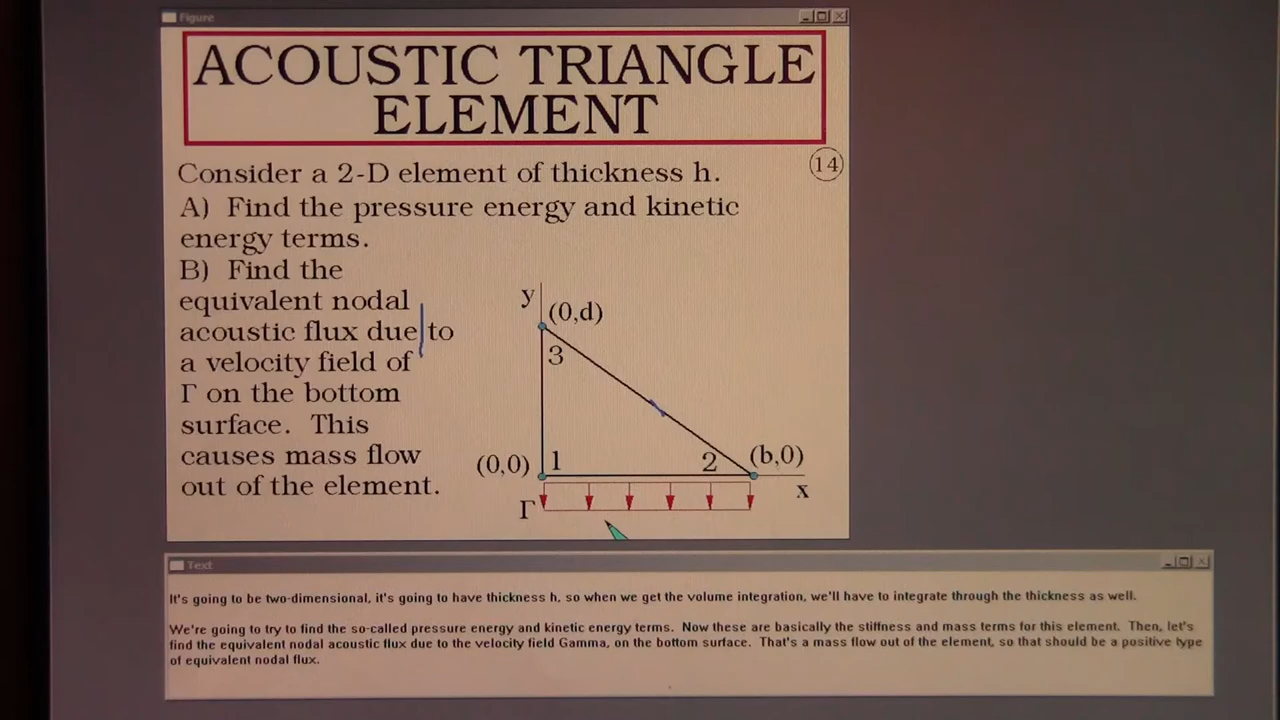 Figure
ACOUSTIC TRIANGLE
ELEMENT
14
Consider a 2-D element of thickness h.
A) Find the pressure energy and kinetic
energy terms.
B) Find the
equivalent nodal
acoustic flux due to
a velocity field of
Γ on the bottom
surface. This
causes mass flow
out of the element.
y
(0,d)
3
(0,0)
1
2
(b,0)
x
Γ
Text
It's going to be two-dimensional, it's going to have thickness h, so when we get the volume integration, we'll have to integrate through the thickness as well.
We're going to try to find the so-called pressure energy and kinetic energy terms. Now these are basically the stiffness and mass terms for this element. Then, let's
find the equivalent nodal acoustic flux due to the velocity field Gamma, on the bottom surface. That's a mass flow out of the element, so that should be a positive type
of equivalent nodal flux.